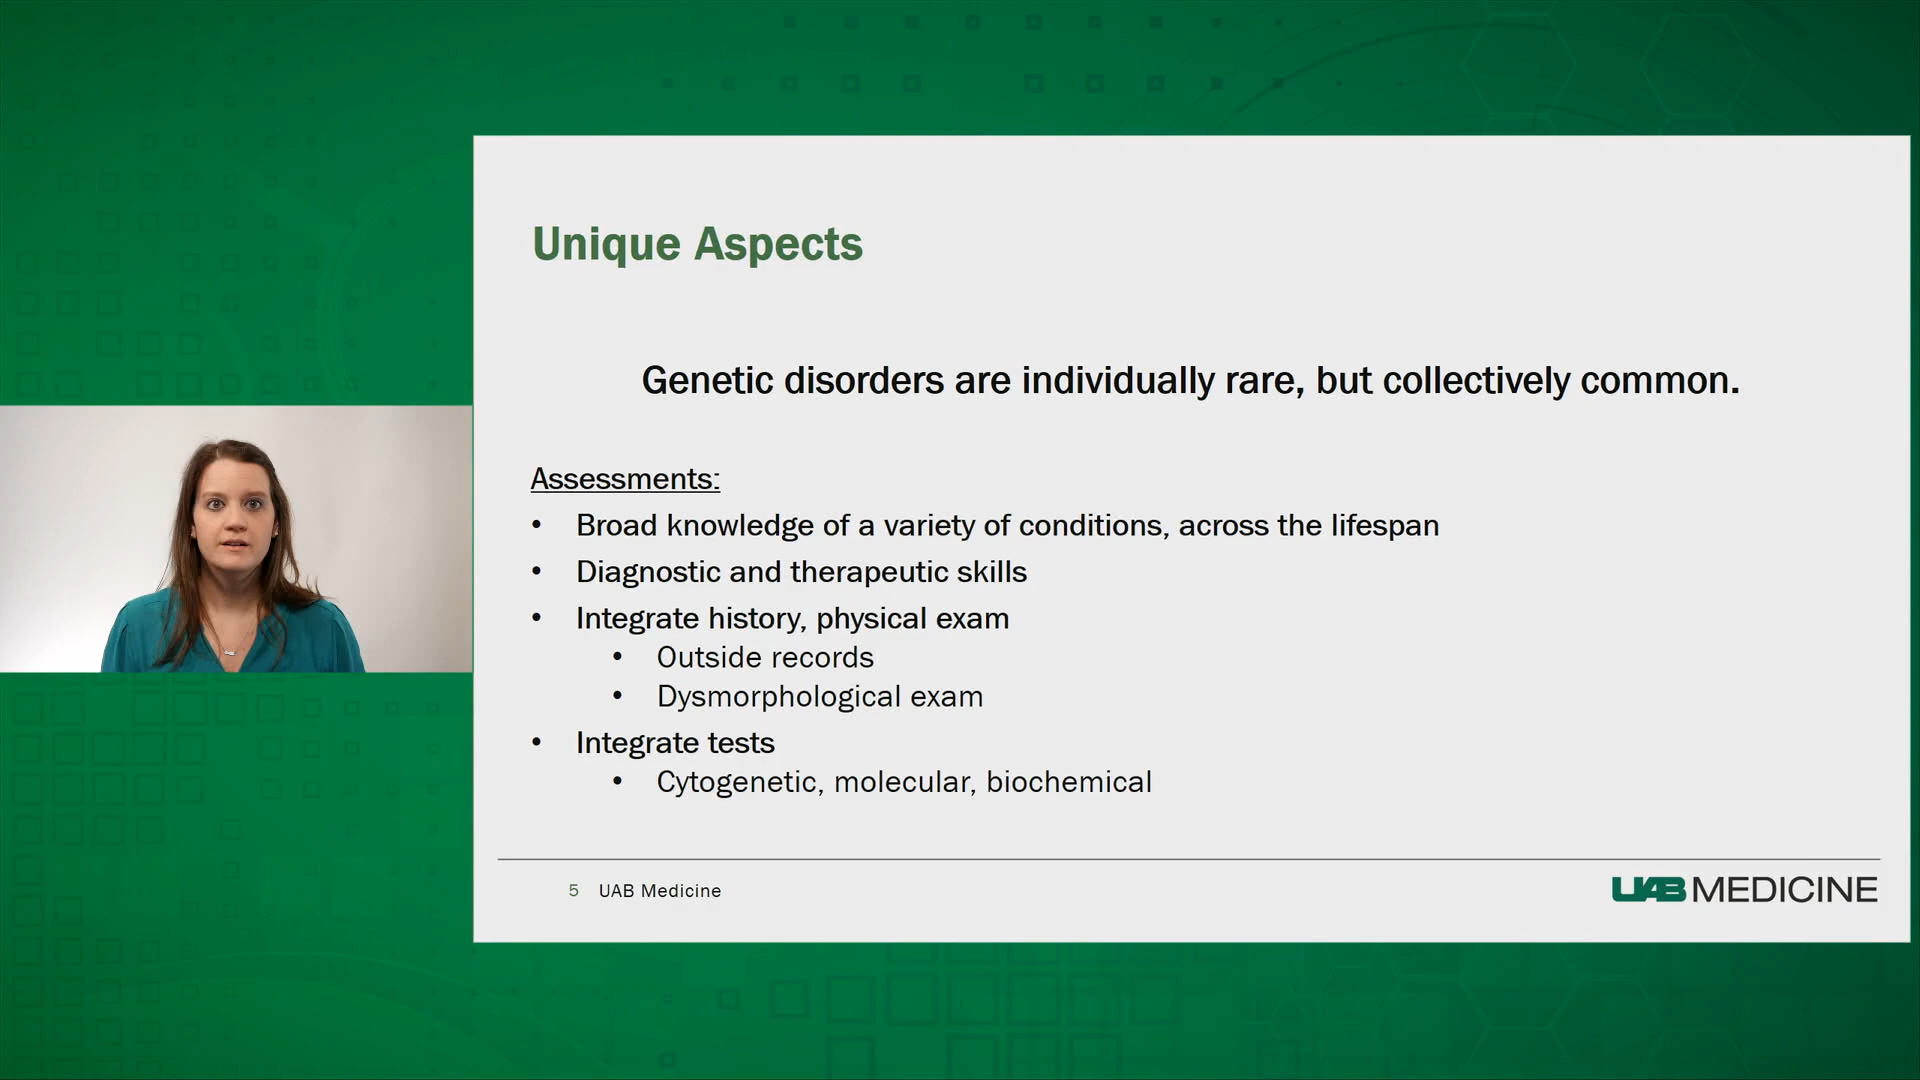 Unique Aspects
Genetic disorders are individually rare, but collectively common.
Assessments:
• Broad knowledge of a variety of conditions, across the lifespan
• Diagnostic and therapeutic skills
• Integrate history, physical exam
• Outside records
• Dysmorphological exam
• Integrate tests
• Cytogenetic, molecular, biochemical
5 UAB Medicine
UAB MEDICINE